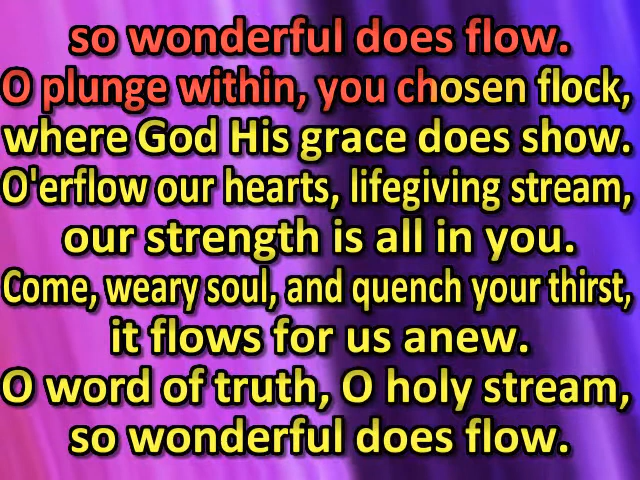 so wonderful does flow.
O plunge within, you chosen flock,
where God His grace does show.
O'erflow our hearts, lifegiving stream,
our strength is all in you.
Come, weary soul, and quench your thirst,
it flows for us anew.
O word of truth, O holy stream,
so wonderful does flow.